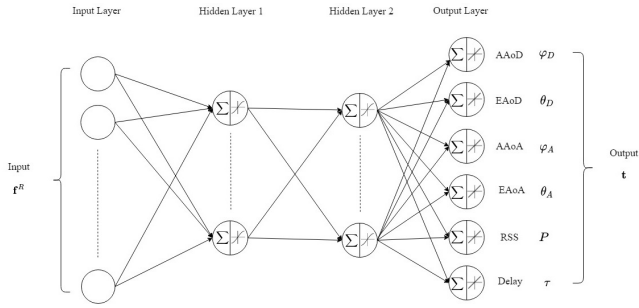 Input Layer
Hidden Layer 1
Hidden Layer 2
Output Layer
Input
f^R
∑
∑
∑
∑
∑ AAoD φ_D
∑ EAoD θ_D
∑ AAoA φ_A
∑ EAoA θ_A
∑ RSS P
∑ Delay τ
Output
t